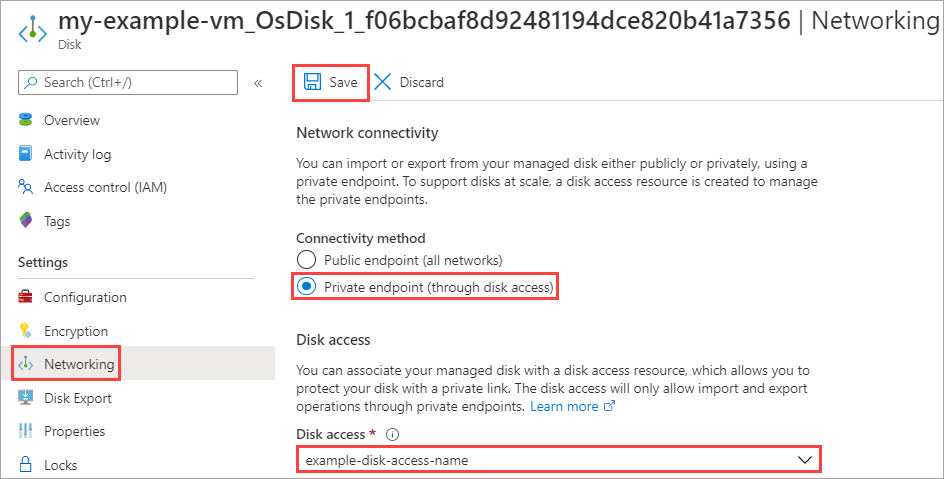 my-example-vm_OsDisk_1_f06bcbaf8d92481194dce820b41a7356 | Networking
Disk
Search (Ctrl+/)
«
Overview
Activity log
Access control (IAM)
Tags
Settings
Configuration
Encryption
Networking
Disk Export
Properties
Locks
Save
Discard
Network connectivity
You can import or export from your managed disk either publicly or privately, using a
private endpoint. To support disks at scale, a disk access resource is created to manage
the private endpoints.
Connectivity method
Public endpoint (all networks)
Private endpoint (through disk access)
Disk access
You can associate your managed disk with a disk access resource, which allows you to
protect your disk with a private link. The disk access will only allow import and export
operations through private endpoints. Learn more
Disk access *
example-disk-access-name